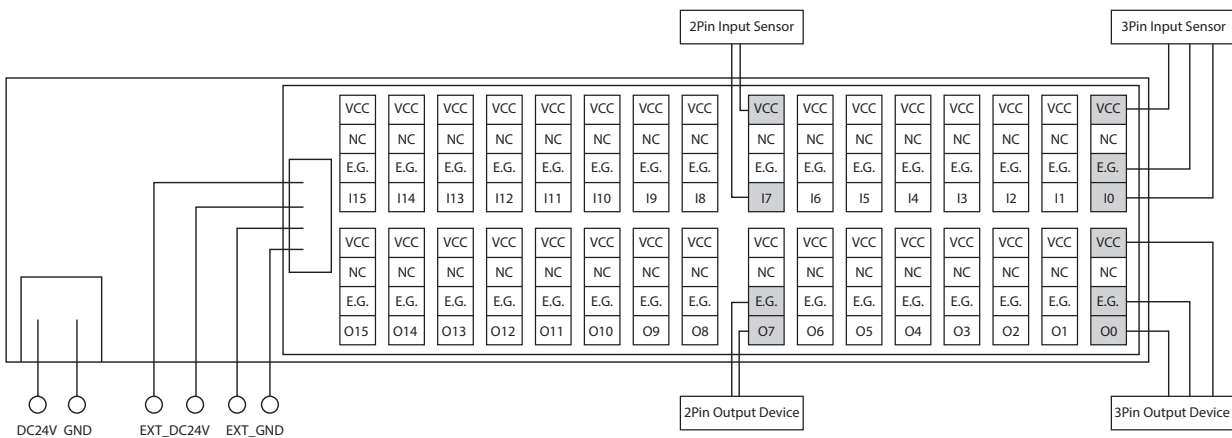 2Pin Input Sensor 3Pin Input Sensor
VCC VCC VCC VCC VCC VCC VCC VCC VCC VCC VCC VCC VCC VCC VCC VCC
NC NC NC NC NC NC NC NC NC NC NC NC NC NC NC NC
E.G. E.G. E.G. E.G. E.G. E.G. E.G. E.G. E.G. E.G. E.G. E.G. E.G. E.G. E.G. E.G.
I15 I14 I13 I12 I11 I10 I9 I8 I7 I6 I5 I4 I3 I2 I1 I0
VCC VCC VCC VCC VCC VCC VCC VCC VCC VCC VCC VCC VCC VCC VCC VCC
NC NC NC NC NC NC NC NC NC NC NC NC NC NC NC NC
E.G. E.G. E.G. E.G. E.G. E.G. E.G. E.G. E.G. E.G. E.G. E.G. E.G. E.G. E.G. E.G.
O15 O14 O13 O12 O11 O10 O9 O8 O7 O6 O5 O4 O3 O2 O1 O0
2Pin Output Device 3Pin Output Device
DC24V GND EXT_DC24V EXT_GND